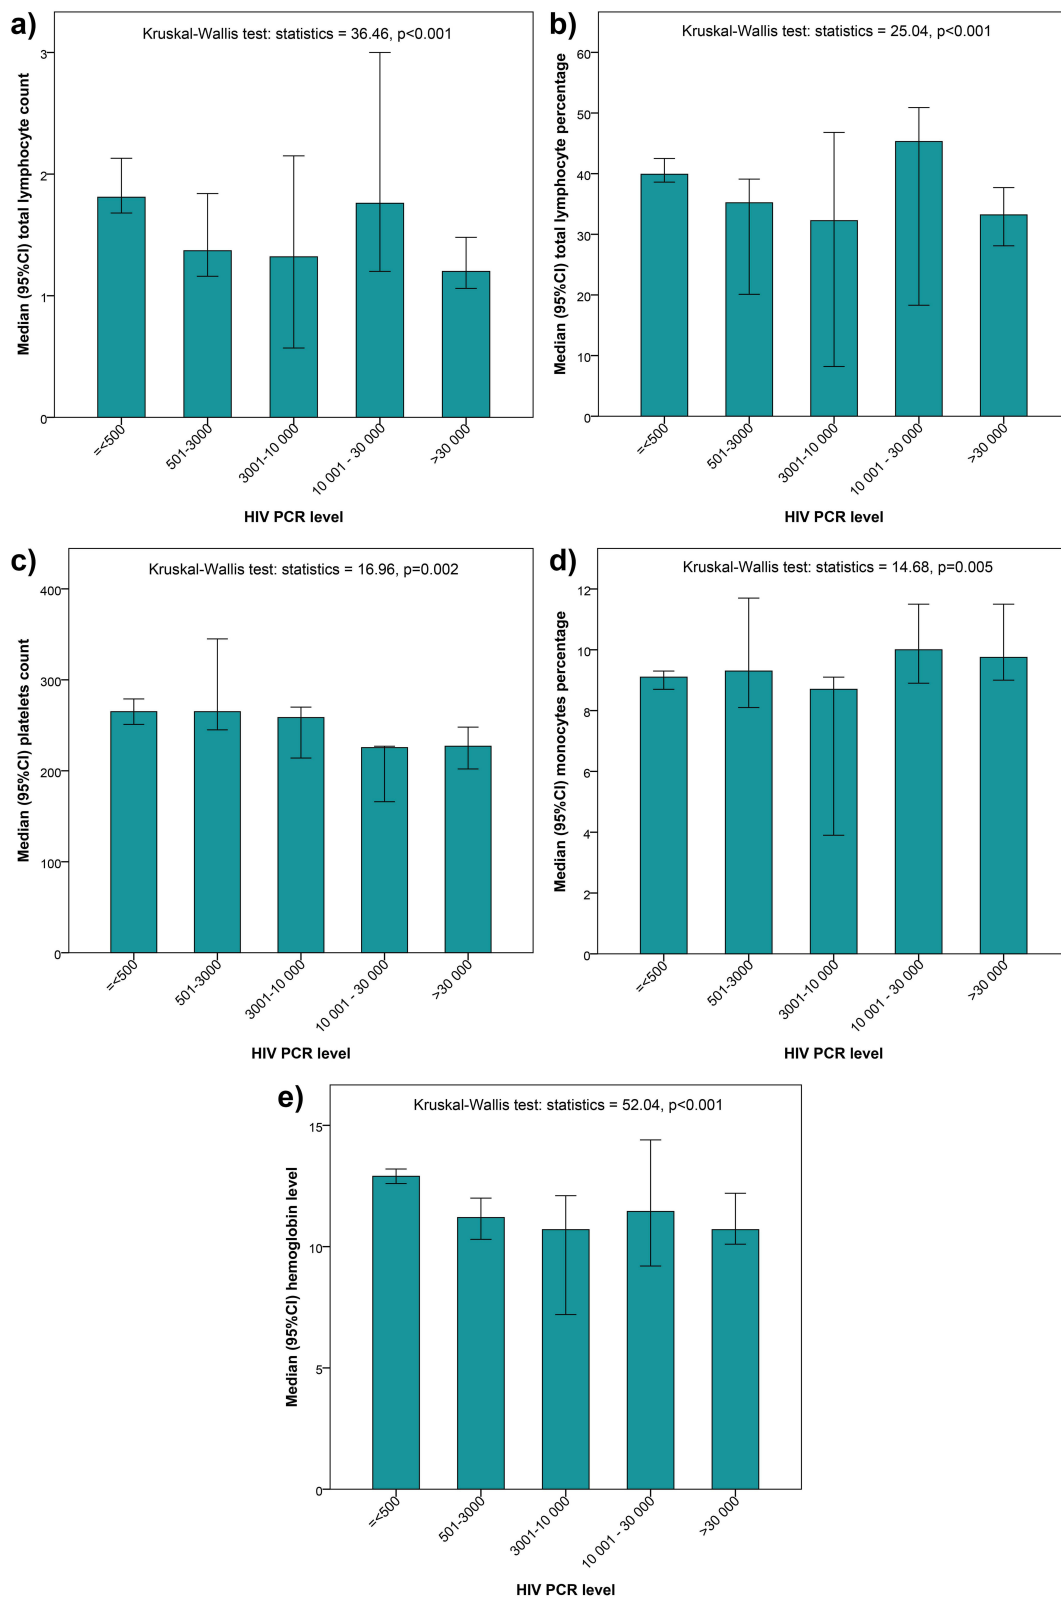 a)
Kruskal-Wallis test: statistics = 36.46, p<0.001
Median (95%CI) total lymphocyte count
3
2
1
0
=<500
501-3000
3001-10 000
10 001 - 30 000
>30 000
HIV PCR level
b)
Kruskal-Wallis test: statistics = 25.04, p<0.001
Median (95%CI) total lymphocyte percentage
60
50
40
30
20
10
0
=<500
501-3000
3001-10 000
10 001 - 30 000
>30 000
HIV PCR level
c)
Kruskal-Wallis test: statistics = 16.96, p=0.002
Median (95%CI) platelets count
400
300
200
100
0
=<500
501-3000
3001-10 000
10 001 - 30 000
>30 000
HIV PCR level
d)
Kruskal-Wallis test: statistics = 14.68, p=0.005
Median (95%CI) monocytes percentage
12
10
8
6
4
2
0
=<500
501-3000
3001-10 000
10 001 - 30 000
>30 000
HIV PCR level
e)
Kruskal-Wallis test: statistics = 52.04, p<0.001
Median (95%CI) hemoglobin level
15
10
5
0
=<500
501-3000
3001-10 000
10 001 - 30 000
>30 000
HIV PCR level